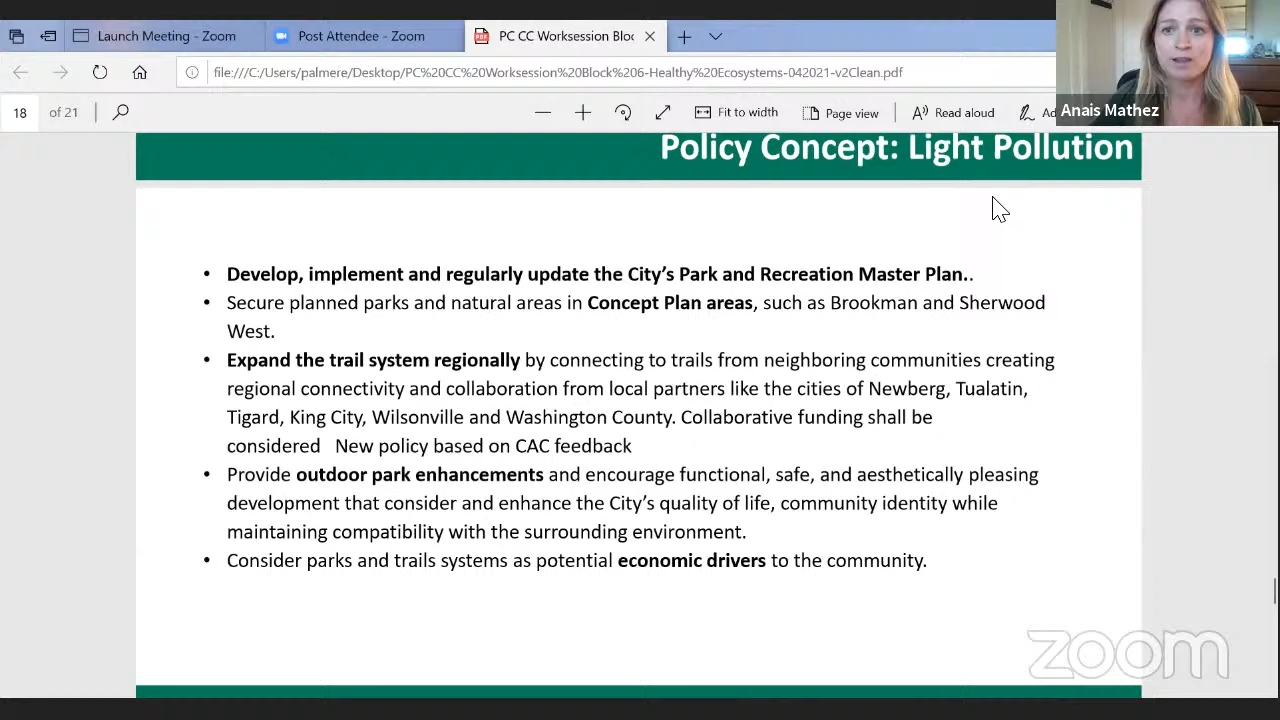 Launch Meeting - Zoom
Post Attendee - Zoom
PC CC Worksession Bloc
file:///C:/Users/palmere/Desktop/PC%20CC%20Worksession%20Block%206-Healthy%20Ecosystems-042021-v2Clean.pdf
18 of 21
Fit to width
Page view
Read aloud
Ad
Anais Mathez
Policy Concept: Light Pollution
• Develop, implement and regularly update the City's Park and Recreation Master Plan..
• Secure planned parks and natural areas in Concept Plan areas, such as Brookman and Sherwood
West.
• Expand the trail system regionally by connecting to trails from neighboring communities creating
regional connectivity and collaboration from local partners like the cities of Newberg, Tualatin,
Tigard, King City, Wilsonville and Washington County. Collaborative funding shall be
considered New policy based on CAC feedback
• Provide outdoor park enhancements and encourage functional, safe, and aesthetically pleasing
development that consider and enhance the City's quality of life, community identity while
maintaining compatibility with the surrounding environment.
• Consider parks and trails systems as potential economic drivers to the community.
zoom